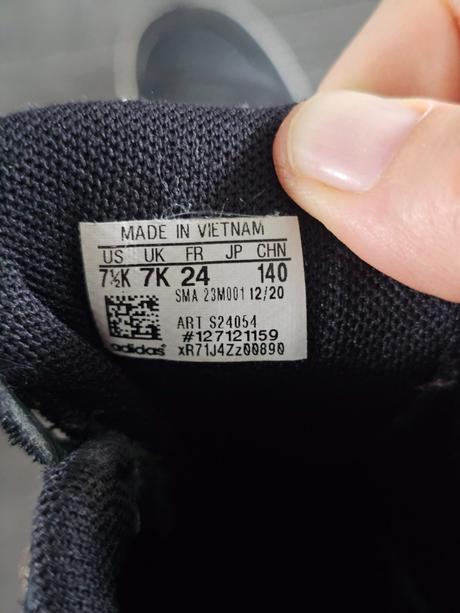 MADE IN VIETNAM
US UK FR JP CHN
7½K 7K 24 140
SMA 23M001 12/20
ART S24054
#127121159
adidas xR71J4Zz00890